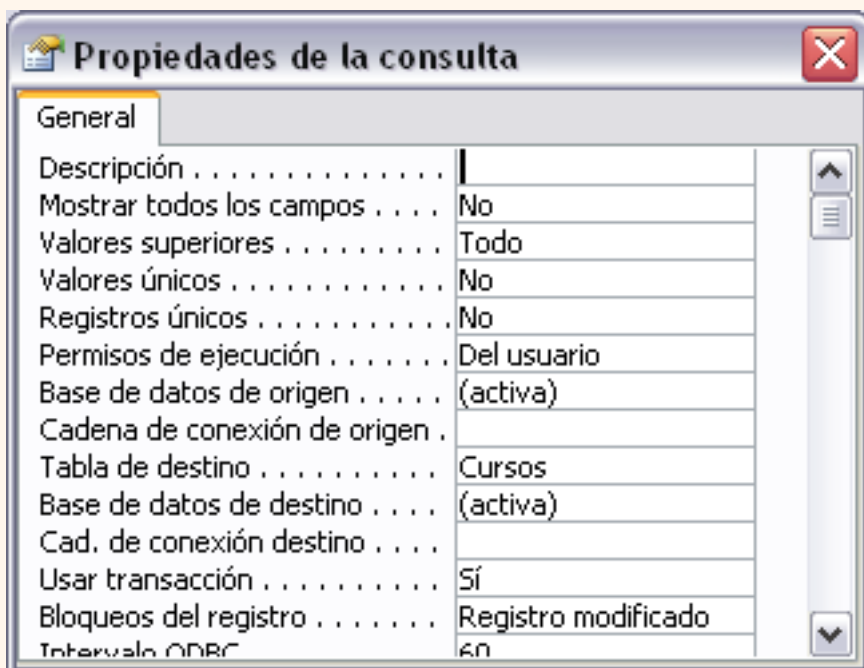 Propiedades de la consulta
General
Descripción . . . . . . . . . . . . . .
Mostrar todos los campos . . . . No
Valores superiores . . . . . . . . . Todo
Valores únicos . . . . . . . . . . . . No
Registros únicos . . . . . . . . . . . No
Permisos de ejecución . . . . . . . Del usuario
Base de datos de origen . . . . . (activa)
Cadena de conexión de origen .
Tabla de destino . . . . . . . . . . Cursos
Base de datos de destino . . . . (activa)
Cad. de conexión destino . . . .
Usar transacción . . . . . . . . . . Sí
Bloqueos del registro . . . . . . . Registro modificado
Intervalo ODBC 60